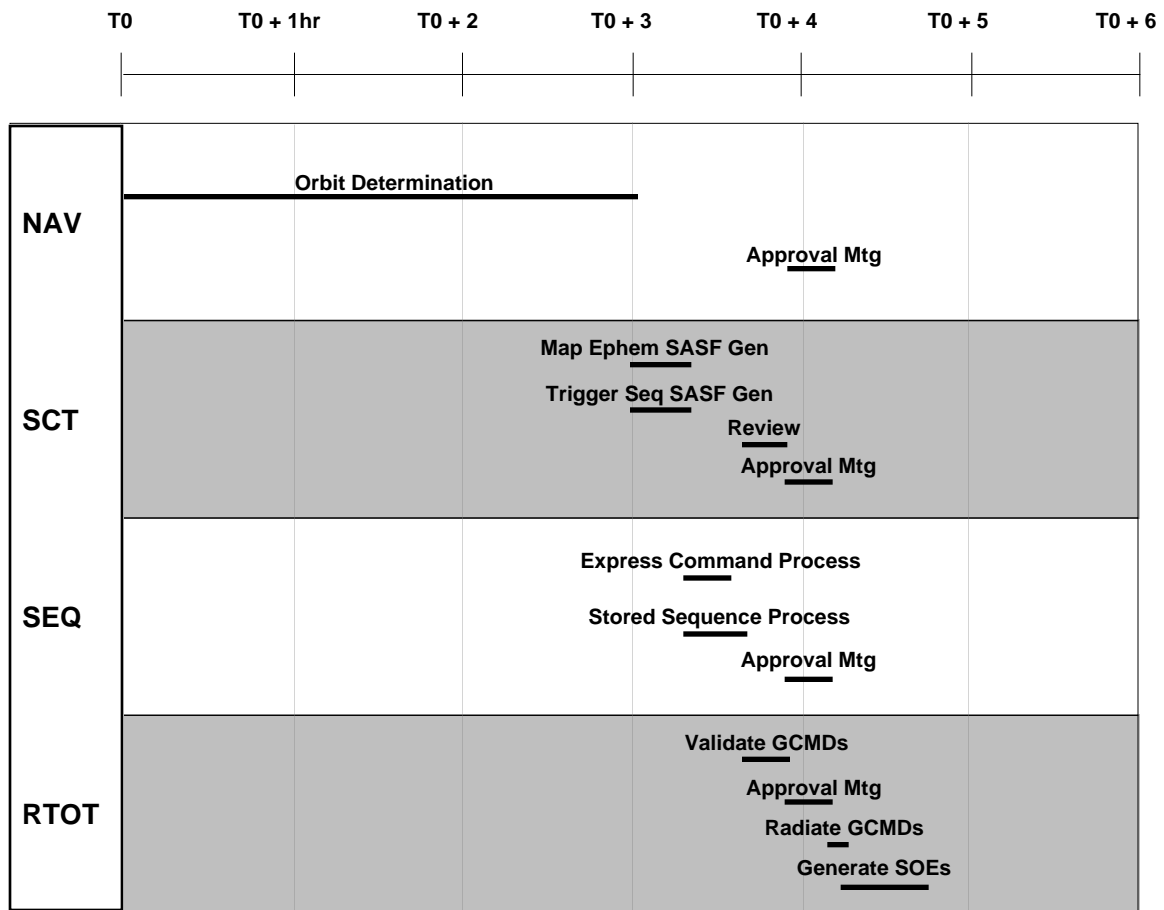 T0 T0 + 1hr T0 + 2 T0 + 3 T0 + 4 T0 + 5 T0 + 6
NAV
Orbit Determination
Approval Mtg
SCT
Map Ephem SASF Gen
Trigger Seq SASF Gen
Review
Approval Mtg
SEQ
Express Command Process
Stored Sequence Process
Approval Mtg
RTOT
Validate GCMDs
Approval Mtg
Radiate GCMDs
Generate SOEs